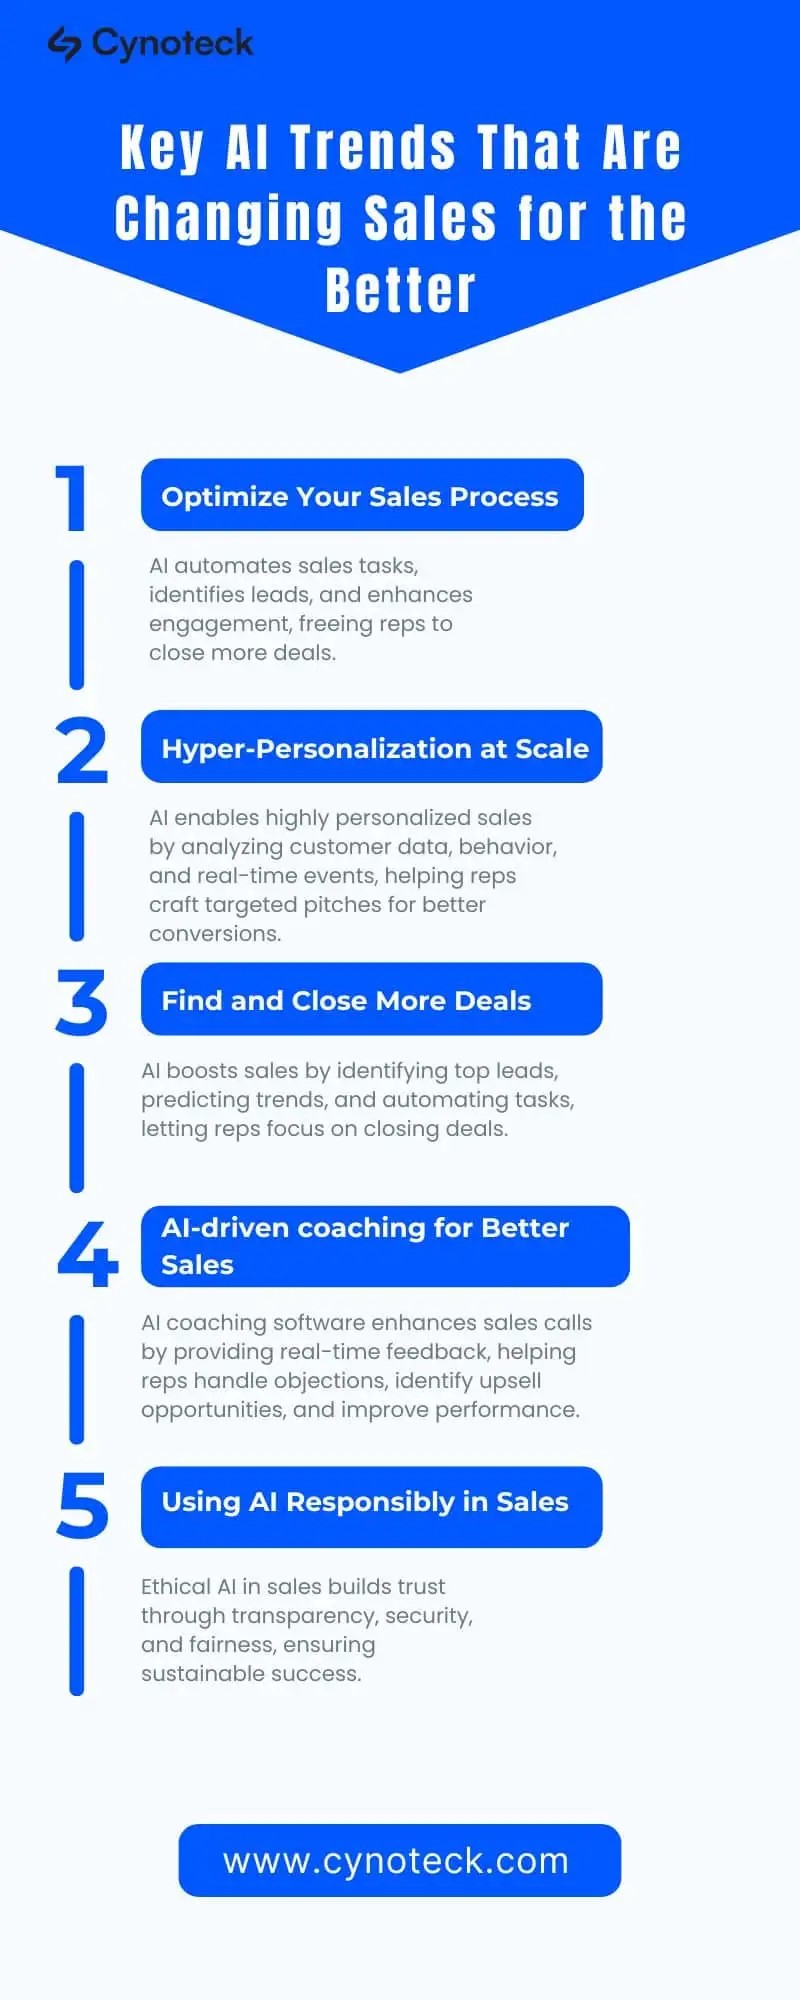 Cynoteck
Key AI Trends That Are
Changing Sales for the
Better
1
Optimize Your Sales Process
AI automates sales tasks,
identifies leads, and enhances
engagement, freeing reps to
close more deals.
2
Hyper-Personalization at Scale
AI enables highly personalized sales
by analyzing customer data, behavior,
and real-time events, helping reps
craft targeted pitches for better
conversions.
3
Find and Close More Deals
AI boosts sales by identifying top leads,
predicting trends, and automating tasks,
letting reps focus on closing deals.
4
AI-driven coaching for Better
Sales
AI coaching software enhances sales calls
by providing real-time feedback, helping
reps handle objections, identify upsell
opportunities, and improve performance.
5
Using AI Responsibly in Sales
Ethical AI in sales builds trust
through transparency, security,
and fairness, ensuring
sustainable success.
www.cynoteck.com